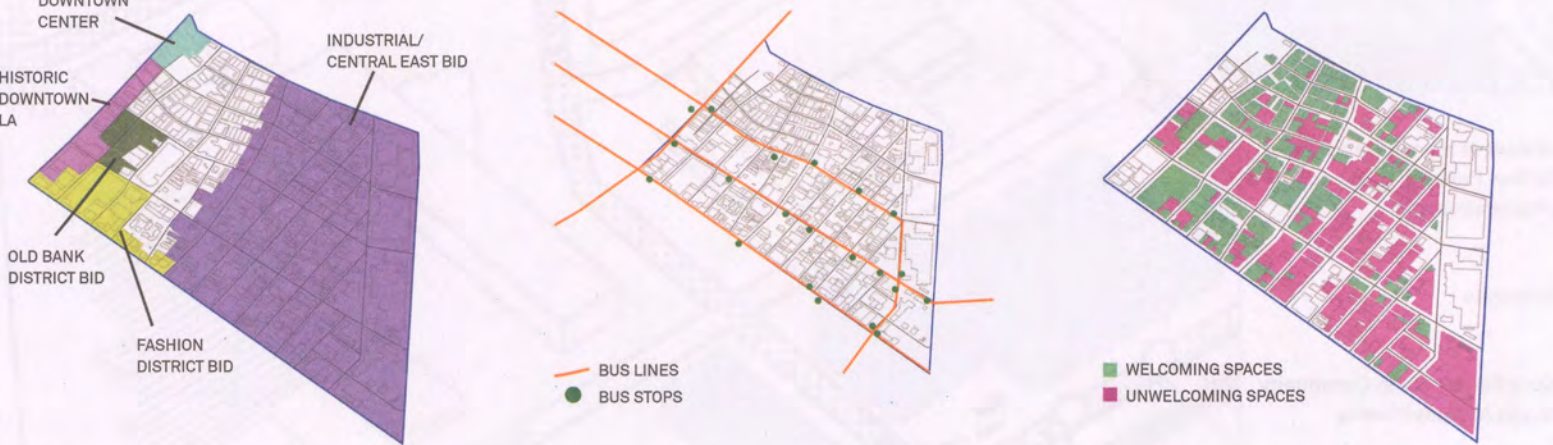 DOWNTOWN
CENTER
HISTORIC
DOWNTOWN
LA
INDUSTRIAL/
CENTRAL EAST BID
OLD BANK
DISTRICT BID
FASHION
DISTRICT BID
BUS LINES
BUS STOPS
WELCOMING SPACES
UNWELCOMING SPACES